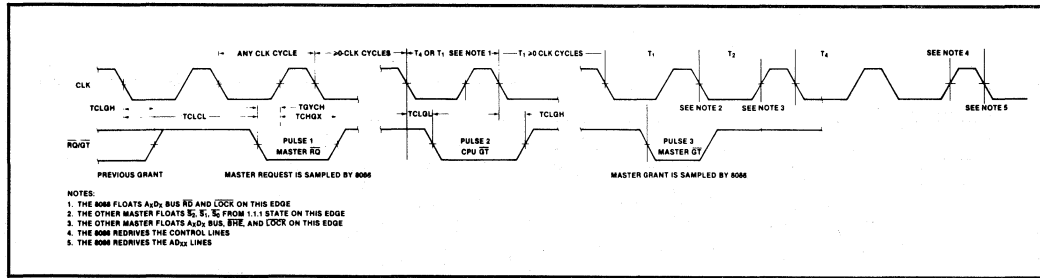 ANY CLK CYCLE ≥0-CLK CYCLES T4 OR T1 SEE NOTE 1 T1 ≥0 CLK CYCLES T1 T2 T4 SEE NOTE 4
CLK
TCLGH TCLCL TGYCH TCHGX TCLGL TCLGH SEE NOTE 2 SEE NOTE 3 SEE NOTE 5
RQ/GT PULSE 1 PULSE 2 PULSE 3
MASTER RQ CPU GT MASTER GT
PREVIOUS GRANT MASTER REQUEST IS SAMPLED BY 8086 MASTER GRANT IS SAMPLED BY 8086
NOTES:
1. THE 8086 FLOATS AXDX BUS RD AND LOCK ON THIS EDGE
2. THE OTHER MASTER FLOATS S2, S1, S0 FROM 1.1.1 STATE ON THIS EDGE
3. THE OTHER MASTER FLOATS AXDX BUS, BHE, AND LOCK ON THIS EDGE
4. THE 8086 REDRIVES THE CONTROL LINES
5. THE 8086 REDRIVES THE ADXX LINES